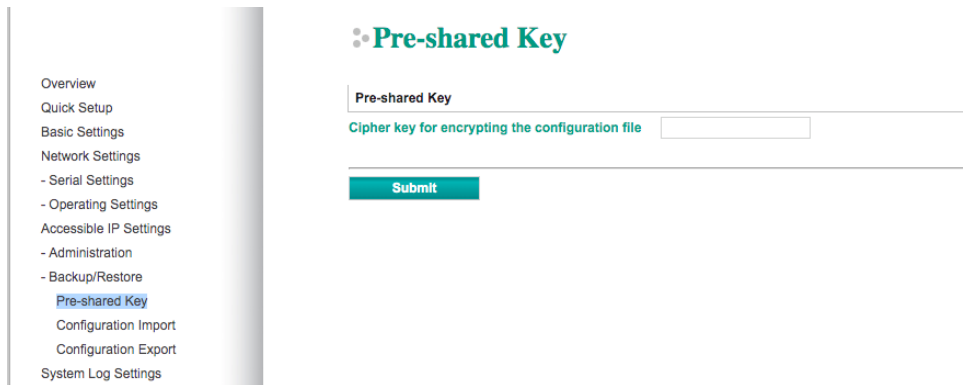 Overview
Quick Setup
Basic Settings
Network Settings
- Serial Settings
- Operating Settings
Accessible IP Settings
- Administration
- Backup/Restore
Pre-shared Key
Configuration Import
Configuration Export
System Log Settings
Pre-shared Key
Pre-shared Key
Cipher key for encrypting the configuration file
Submit